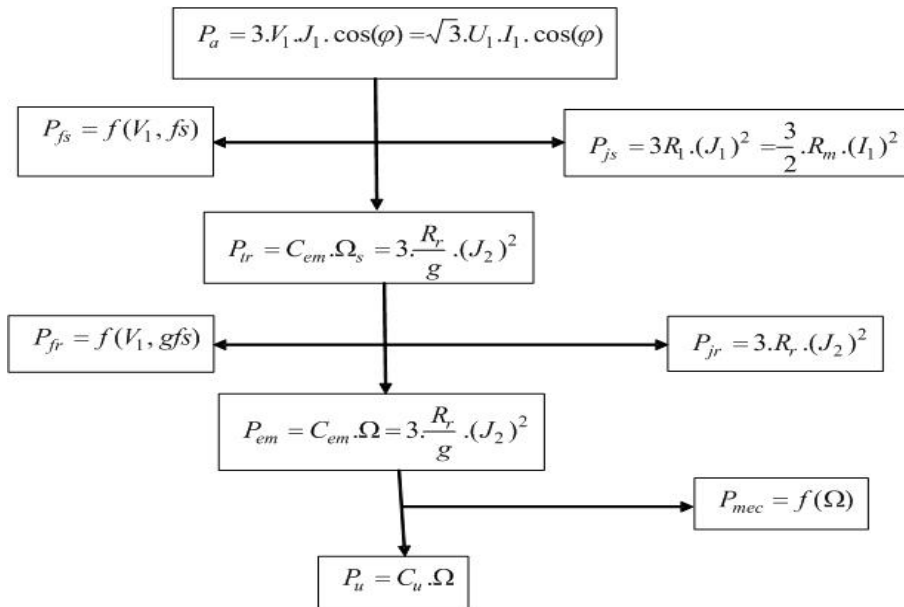 P_a = 3.V_1.J_1.cos(φ) = √3.U_1.I_1.cos(φ)
P_fs = f(V_1, fs)
P_js = 3R_1.(J_1)^2 = 3/2.R_m.(I_1)^2
P_tr = C_em.Ω_s = 3.R_r/g.(J_2)^2
P_fr = f(V_1, gfs)
P_jr = 3.R_r.(J_2)^2
P_em = C_em.Ω = 3.R_r/g.(J_2)^2
P_mec = f(Ω)
P_u = C_u.Ω